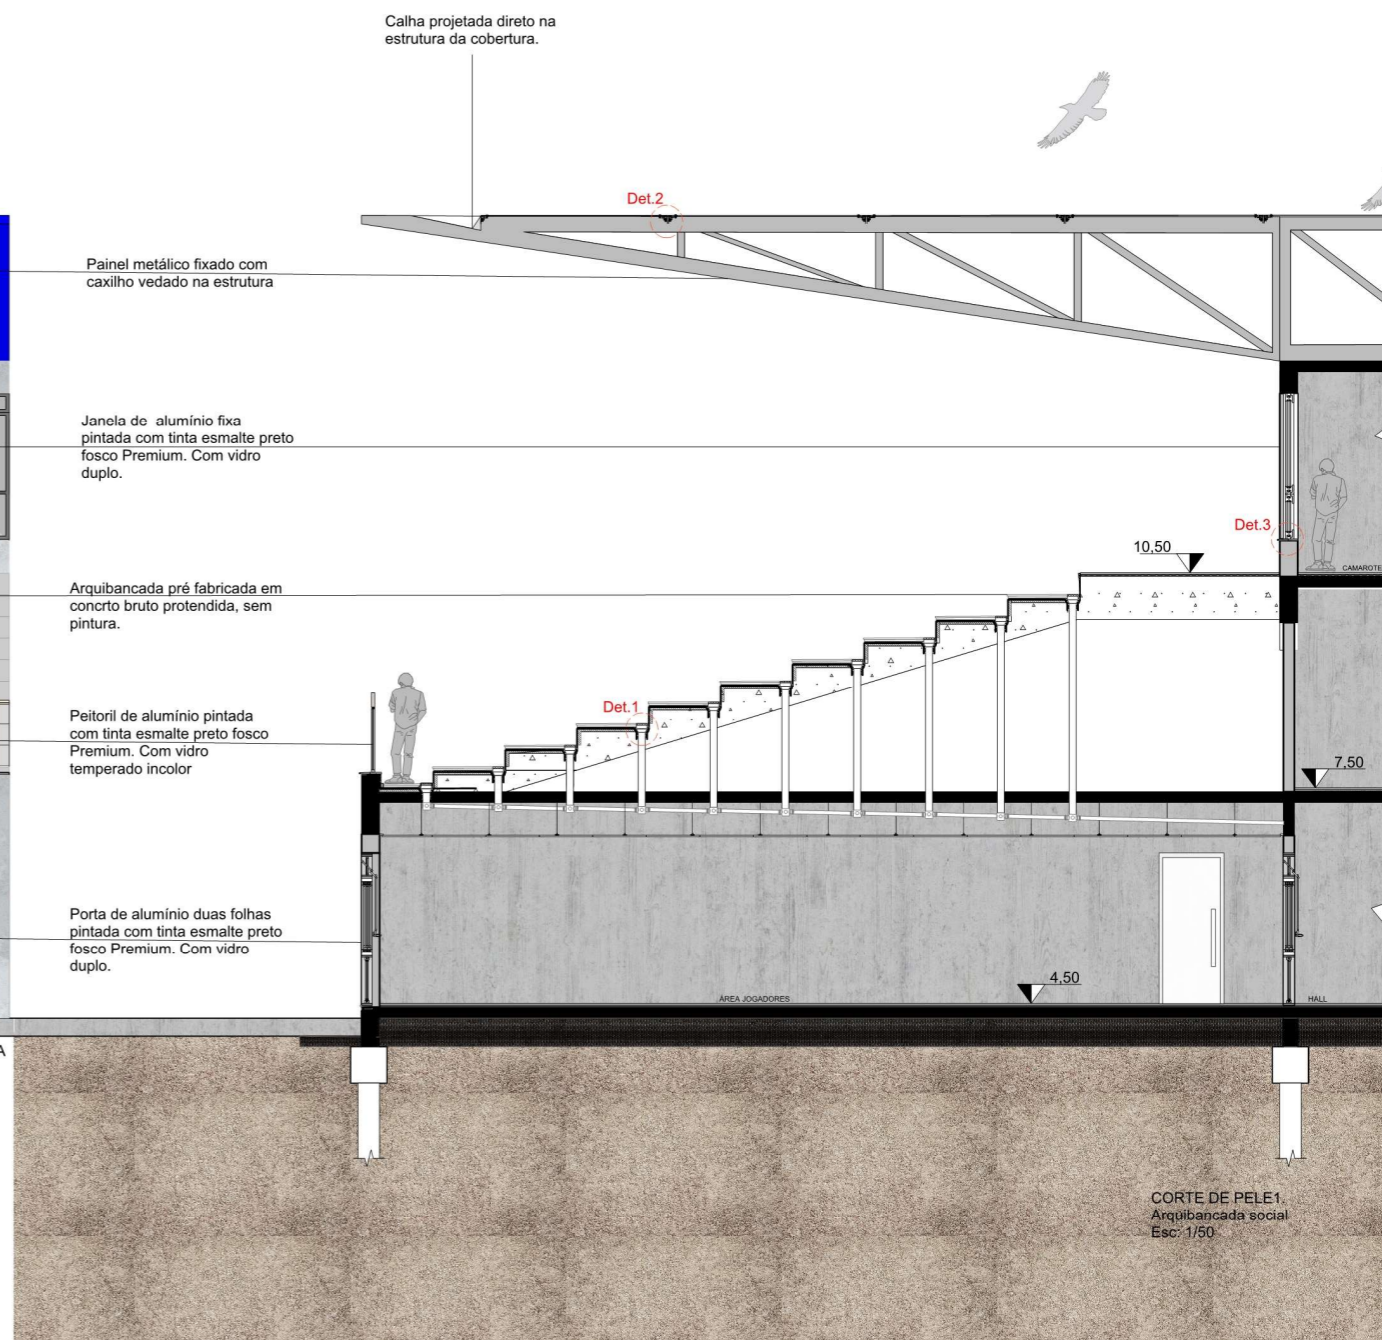 Calha projetada direto na
estrutura da cobertura.
Det.2
Painel metálico fixado com
caxilho vedado na estrutura
Janela de alumínio fixa
pintada com tinta esmalte preto
fosco Premium. Com vidro
duplo.
Det.3
10,50
CAMAROTE
Arquibancada pré fabricada em
concrto bruto protendida, sem
pintura.
Det.1
Peitoril de alumínio pintada
com tinta esmalte preto fosco
Premium. Com vidro
temperado incolor
7,50
Porta de alumínio duas folhas
pintada com tinta esmalte preto
fosco Premium. Com vidro
duplo.
4,50
ÁREA JOGADORES
HALL
A
CORTE DE PELE1.
Arquibancada social
Esc: 1/50